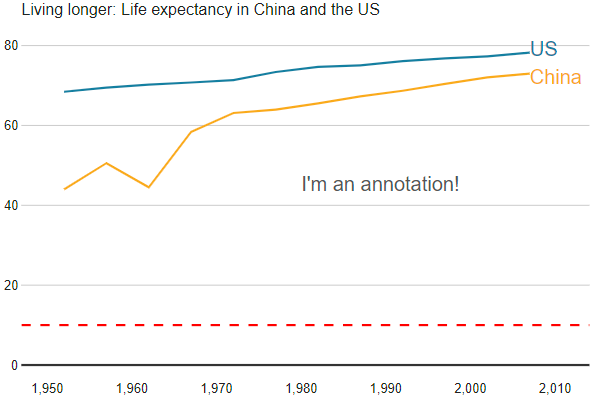 Living longer: Life expectancy in China and the US
80
US
China
60
I'm an annotation!
40
20
0
1,950 1,960 1,970 1,980 1,990 2,000 2,010